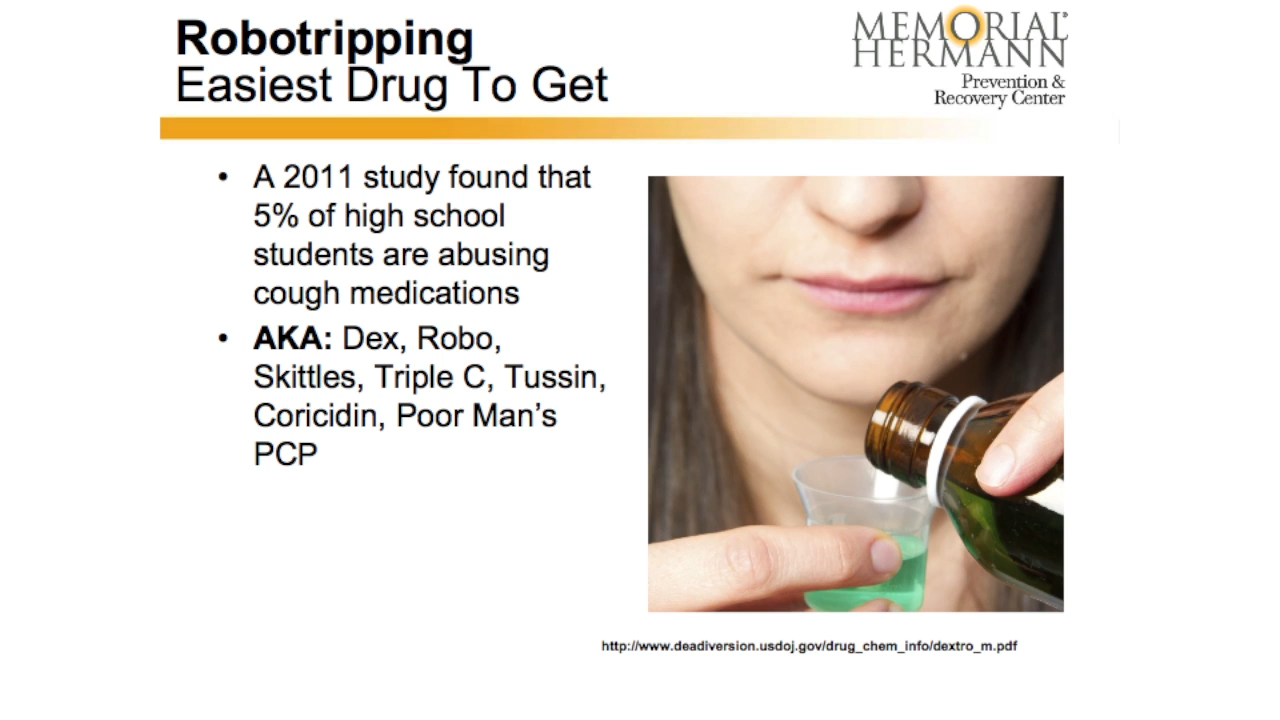 Robotripping
Easiest Drug To Get
MEMORIAL®
HERMANN
Prevention &
Recovery Center
• A 2011 study found that
5% of high school
students are abusing
cough medications
• AKA: Dex, Robo,
Skittles, Triple C, Tussin,
Coricidin, Poor Man’s
PCP
http://www.deadiversion.usdoj.gov/drug_chem_info/dextro_m.pdf